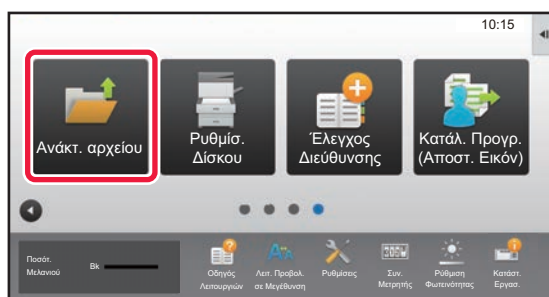 10:15
Ανάκτ. αρχείου
Ρυθμίσ.
Δίσκου
Έλεγχος
Διεύθυνσης
Κατάλ. Προγρ.
(Αποστ. Εικόν)
Ποσότ.
Μελανιού
Bk
Οδηγός
Λειτουργιών
Λειτ. Προβολ.
σε Μεγέθυνση
Ρυθμίσεις
Συν.
Μετρητής
Ρύθμιση
Φωτεινότητας
Κατάστ.
Εργασ.